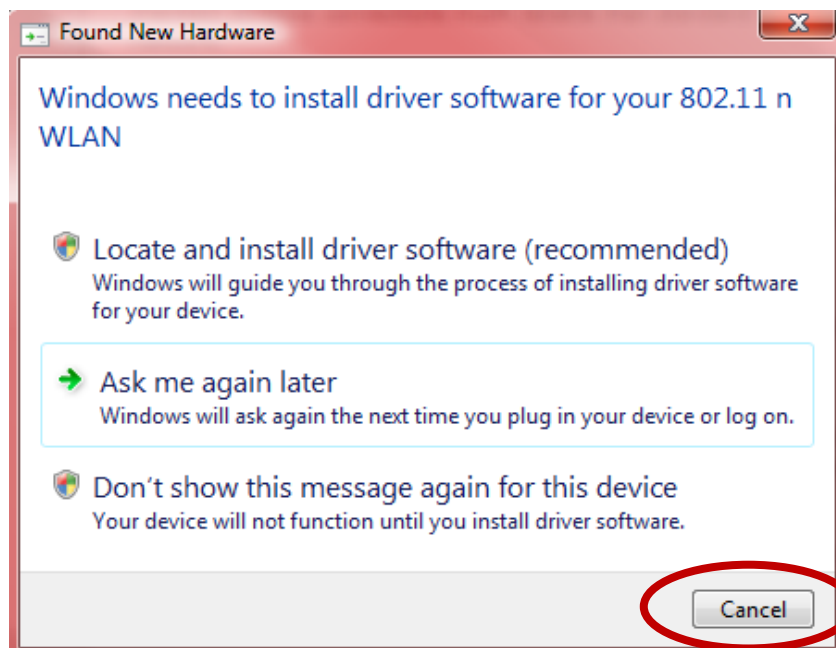 Found New Hardware
Windows needs to install driver software for your 802.11 n
WLAN
Locate and install driver software (recommended)
Windows will guide you through the process of installing driver software
for your device.
Ask me again later
Windows will ask again the next time you plug in your device or log on.
Don't show this message again for this device
Your device will not function until you install driver software.
Cancel